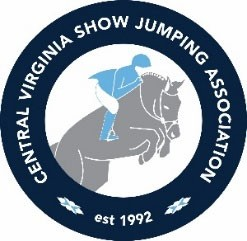 CENTRAL VIRGINIA SHOW JUMPING ASSOCIATION
est 1992